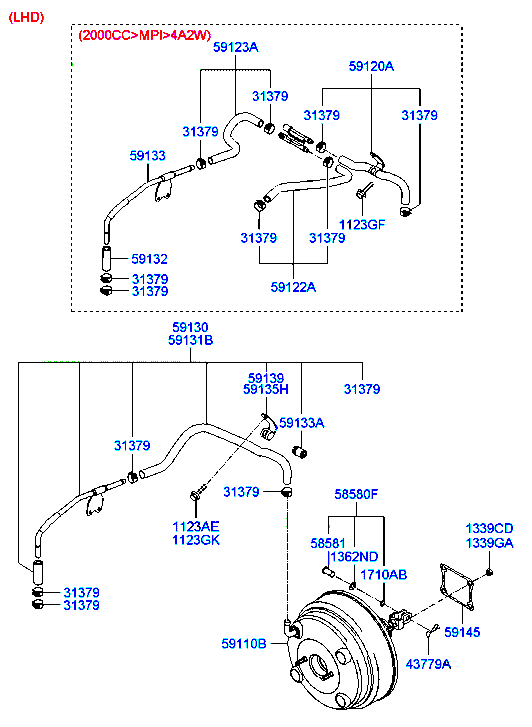 (LHD)
(2000CC>MPI>4A2W)
59123A
59120A
31379
31379
31379
31379
31379
59133
1123GF
31379
31379
59132
31379
31379
59122A
59130
59131B
59139
59135H
31379
59133A
31379
31379
58580F
1123AE
1123GK
1339CD
1339GA
58581
1362ND
1710AB
31379
31379
59110B
59145
43779A